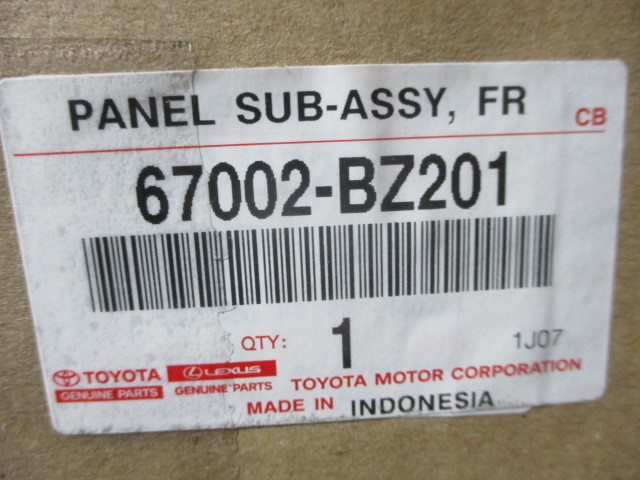 PANEL SUB-ASSY, FR
CB
67002-BZ201
QTY: 1
1J07
TOYOTA
GENUINE PARTS
LEXUS
GENUINE PARTS
TOYOTA MOTOR CORPORATION
MADE IN INDONESIA